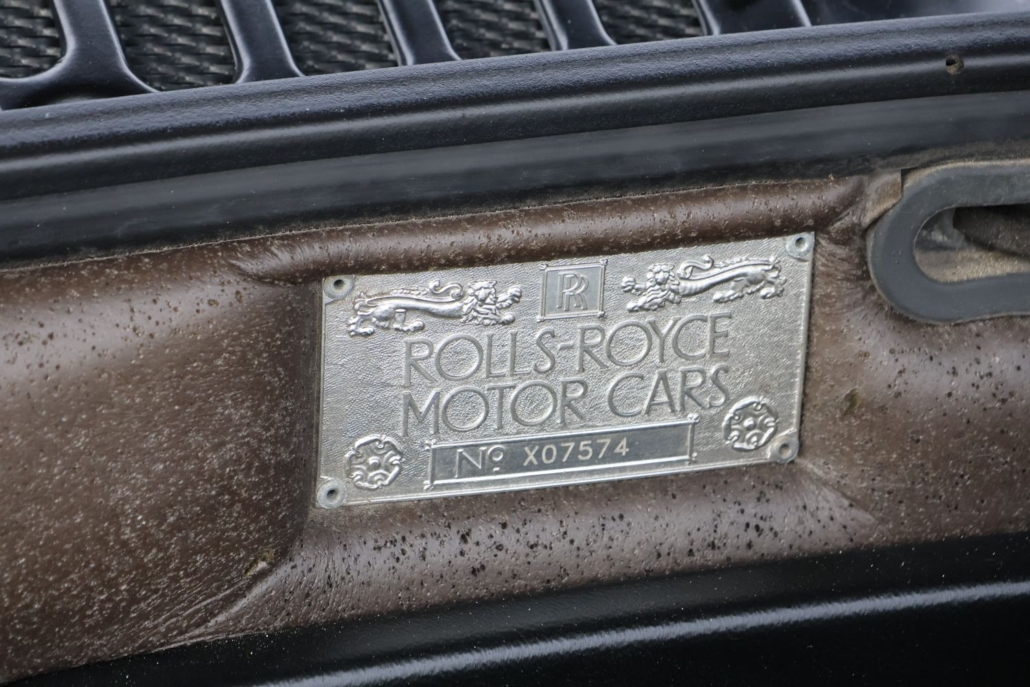 RR
ROLLS-ROYCE
MOTOR CARS
Nº X07574